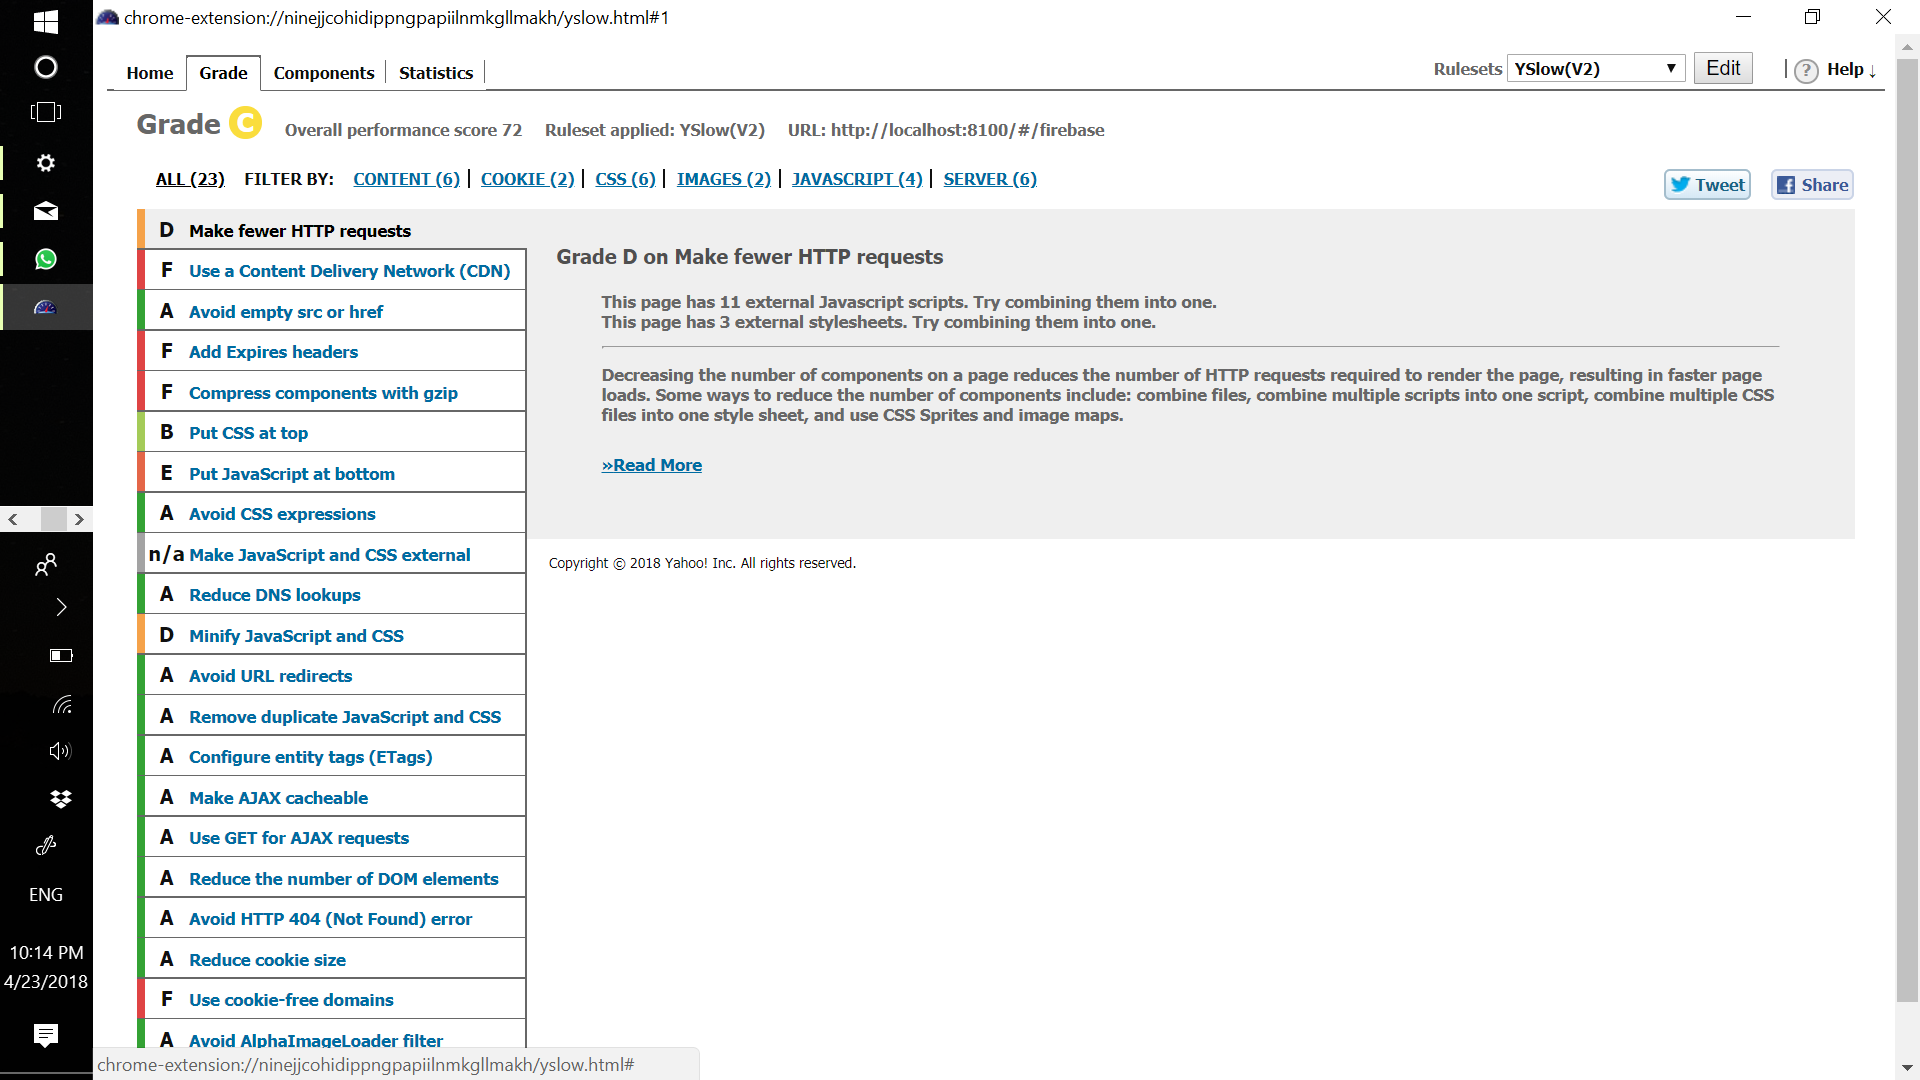 chrome-extension://ninejjcohidippngpapiilnmkgllmakh/yslow.html#1
Home Grade Components Statistics
Rulesets YSlow(V2) Edit ? Help ↓
Grade C Overall performance score 72 Ruleset applied: YSlow(V2) URL: http://localhost:8100/#/firebase
ALL (23) FILTER BY: CONTENT (6) | COOKIE (2) | CSS (6) | IMAGES (2) | JAVASCRIPT (4) | SERVER (6)
Tweet Share
D Make fewer HTTP requests
F Use a Content Delivery Network (CDN)
A Avoid empty src or href
F Add Expires headers
F Compress components with gzip
B Put CSS at top
E Put JavaScript at bottom
A Avoid CSS expressions
n/a Make JavaScript and CSS external
A Reduce DNS lookups
D Minify JavaScript and CSS
A Avoid URL redirects
A Remove duplicate JavaScript and CSS
A Configure entity tags (ETags)
A Make AJAX cacheable
A Use GET for AJAX requests
A Reduce the number of DOM elements
A Avoid HTTP 404 (Not Found) error
A Reduce cookie size
F Use cookie-free domains
A Avoid AlphaImageLoader filter
Grade D on Make fewer HTTP requests
This page has 11 external Javascript scripts. Try combining them into one.
This page has 3 external stylesheets. Try combining them into one.
Decreasing the number of components on a page reduces the number of HTTP requests required to render the page, resulting in faster page
loads. Some ways to reduce the number of components include: combine files, combine multiple scripts into one script, combine multiple CSS
files into one style sheet, and use CSS Sprites and image maps.
»Read More
Copyright © 2018 Yahoo! Inc. All rights reserved.
ENG
10:14 PM
4/23/2018
chrome-extension://ninejjcohidippngpapiilnmkgllmakh/yslow.html#